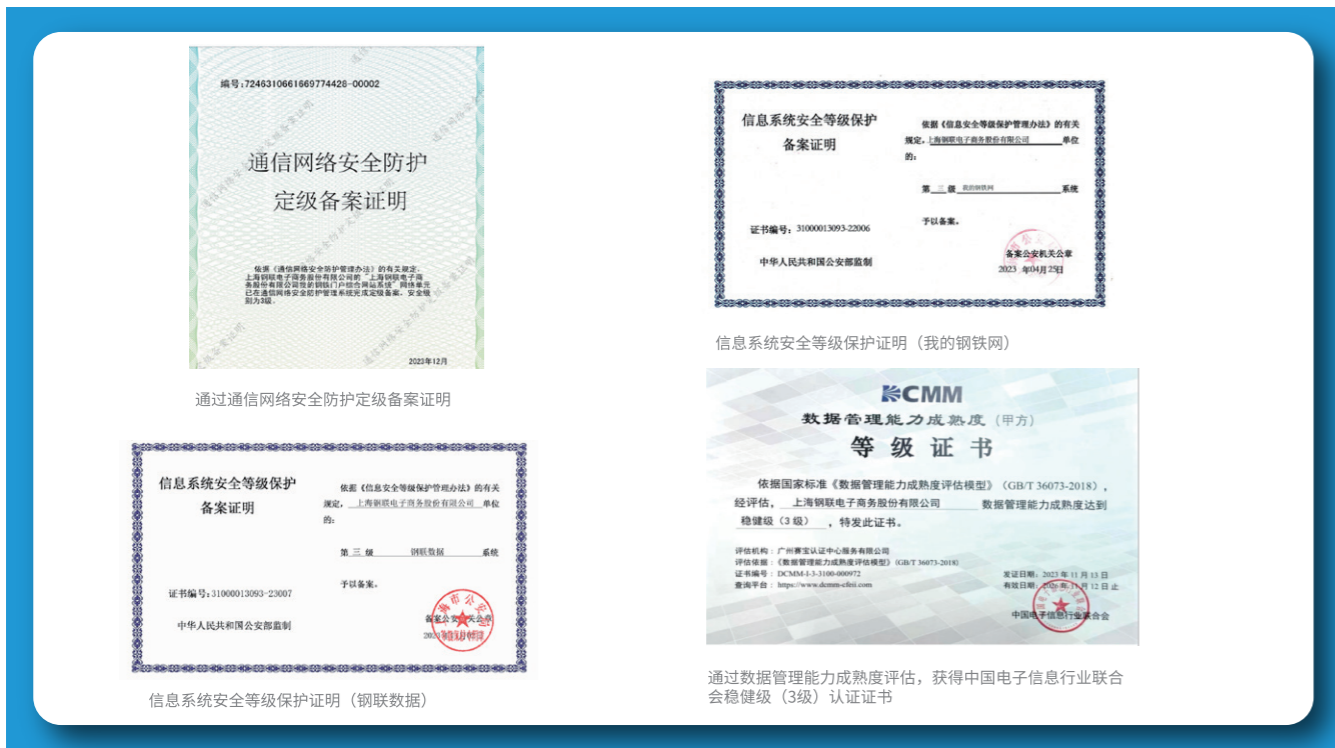 编号:7246310661669774428-00002
通信网络安全防护
定级备案证明
依据《通信网络安全防护管理办法》的有关规定，
上海钢联电子商务股份有限公司的“上海钢联电子商
务股份有限公司我的钢铁门户综合网站系统”网络单元
已在通信网络安全防护管理系统完成定级备案，安全级
别为3级。
2023年12月
通过通信网络安全防护定级备案证明
信息系统安全等级保护
备案证明
依据《信息安全等级保护管理办法》的有关
规定，上海钢联电子商务股份有限公司 单位
的：
第 三 级 钢联数据 系统
予以备案。
证书编号：31000013093-23007
中华人民共和国公安部监制
备案公安机关公章
信息系统安全等级保护证明（钢联数据）
信息系统安全等级保护
备案证明
依据《信息安全等级保护管理办法》的有关
规定，上海钢联电子商务股份有限公司 单位
的：
第 三 级 我的钢铁网 系统
予以备案。
证书编号：31000013093-22006
中华人民共和国公安部监制
备案公安机关公章
2023 年04月25日
信息系统安全等级保护证明（我的钢铁网）
DCMM
数据管理能力成熟度（甲方）
等级证书
依据国家标准《数据管理能力成熟度评估模型》（GB/T 36073-2018），
经评估， 上海钢联电子商务股份有限公司 数据管理能力成熟度达到
稳健级（3级） ，特发此证书。
评估机构：广州赛宝认证中心服务有限公司
评估依据：《数据管理能力成熟度评估模型》（GB/T 36073-2018）
证书编号：DCMM-I-3-3100-000972
查询平台：https://www.dcmm-cfeii.com
发证日期：2023 年 11 月 13 日
有效日期：2026 年 11 月 12 日 止
中国电子信息行业联合会
通过数据管理能力成熟度评估，获得中国电子信息行业联合
会稳健级（3级）认证证书